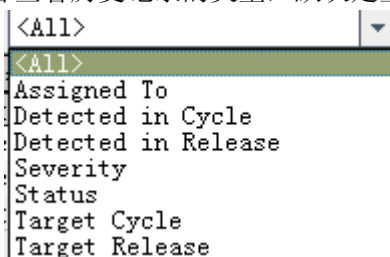 <All>
<All>
Assigned To
Detected in Cycle
Detected in Release
Severity
Status
Target Cycle
Target Release